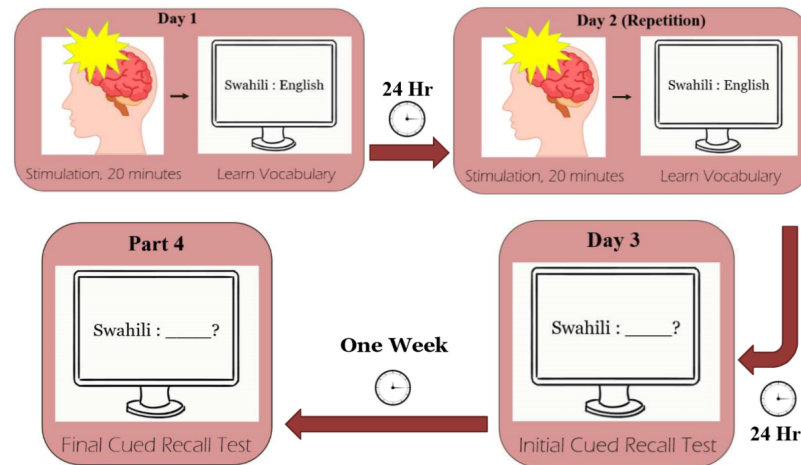 Day 1
Swahili : English
Stimulation, 20 minutes
Learn Vocabulary
24 Hr
Day 2 (Repetition)
Swahili : English
Stimulation, 20 minutes
Learn Vocabulary
24 Hr
Day 3
Swahili : _____?
Initial Cued Recall Test
One Week
Part 4
Swahili : _____?
Final Cued Recall Test